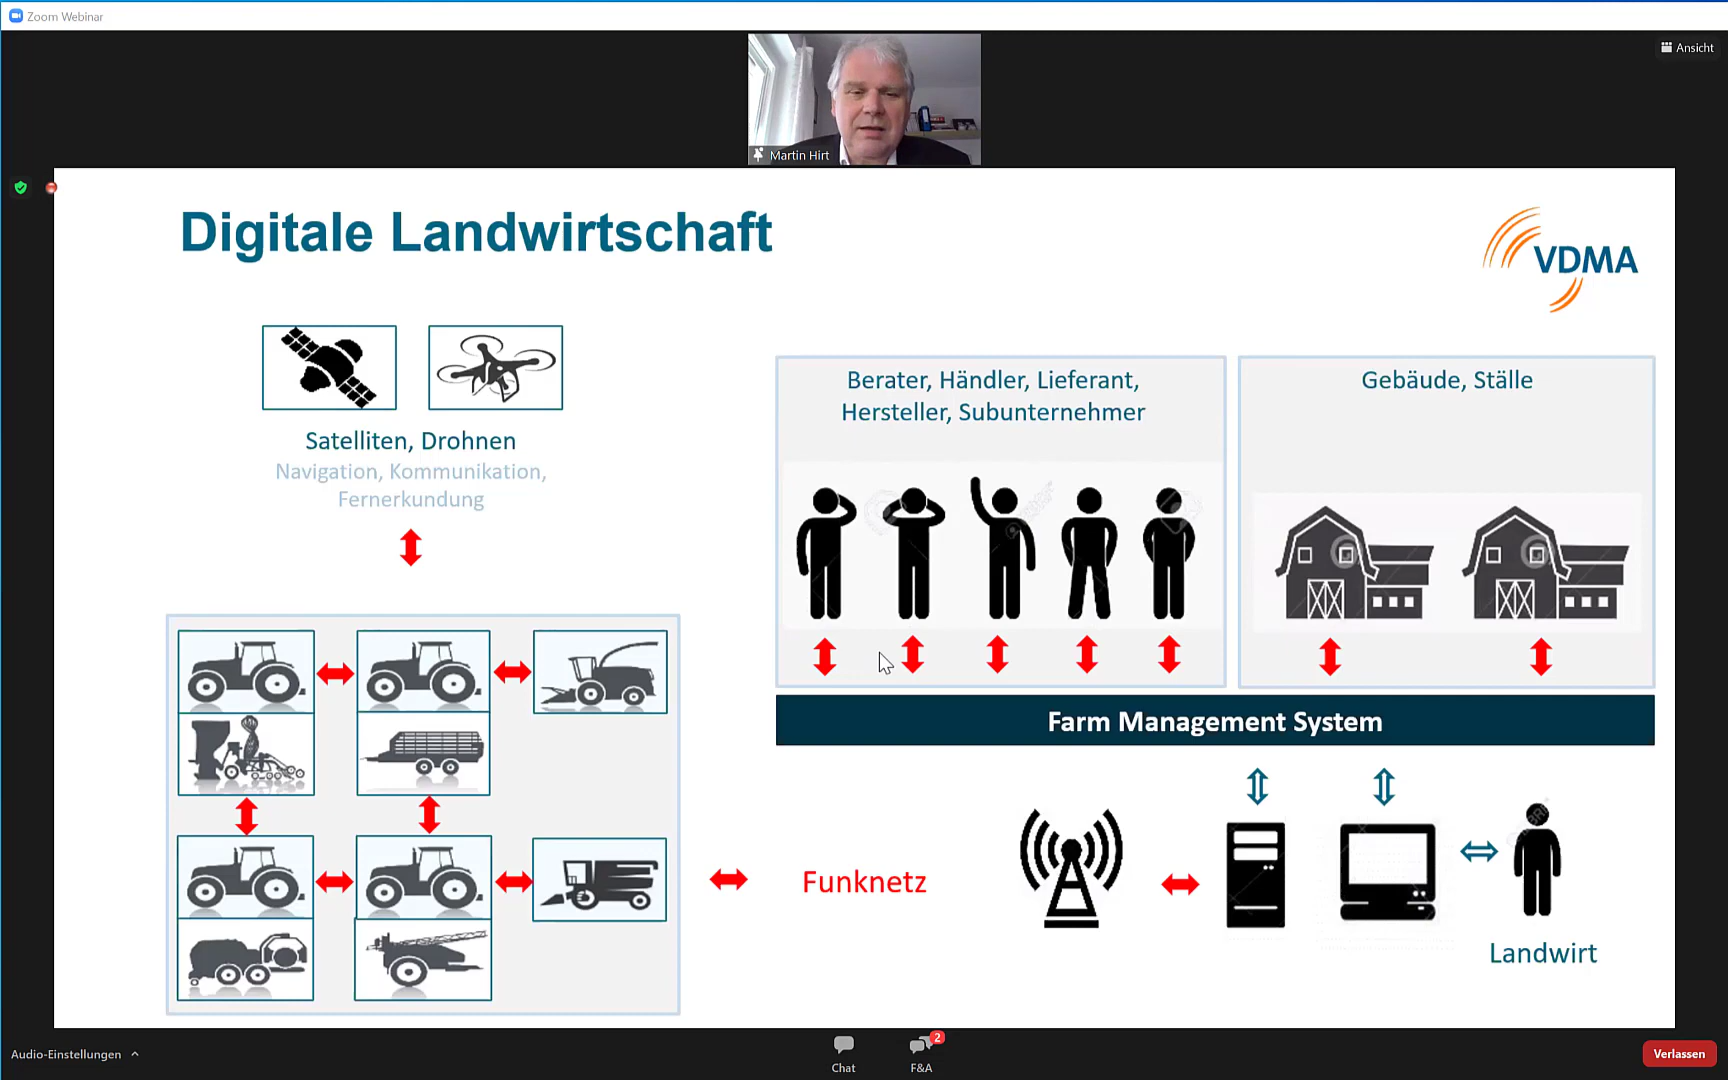 Zoom Webinar
Ansicht
Martin Hirt
Digitale Landwirtschaft
VDMA
Satelliten, Drohnen
Navigation, Kommunikation,
Fernerkundung
Berater, Händler, Lieferant,
Hersteller, Subunternehmer
Gebäude, Ställe
Farm Management System
Funknetz
Landwirt
Audio-Einstellungen
Chat
2
F&A
Verlassen